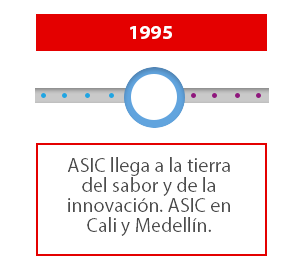 1995
ASIC llega a la tierra
del sabor y de la
innovación. ASIC en
Cali y Medellín.